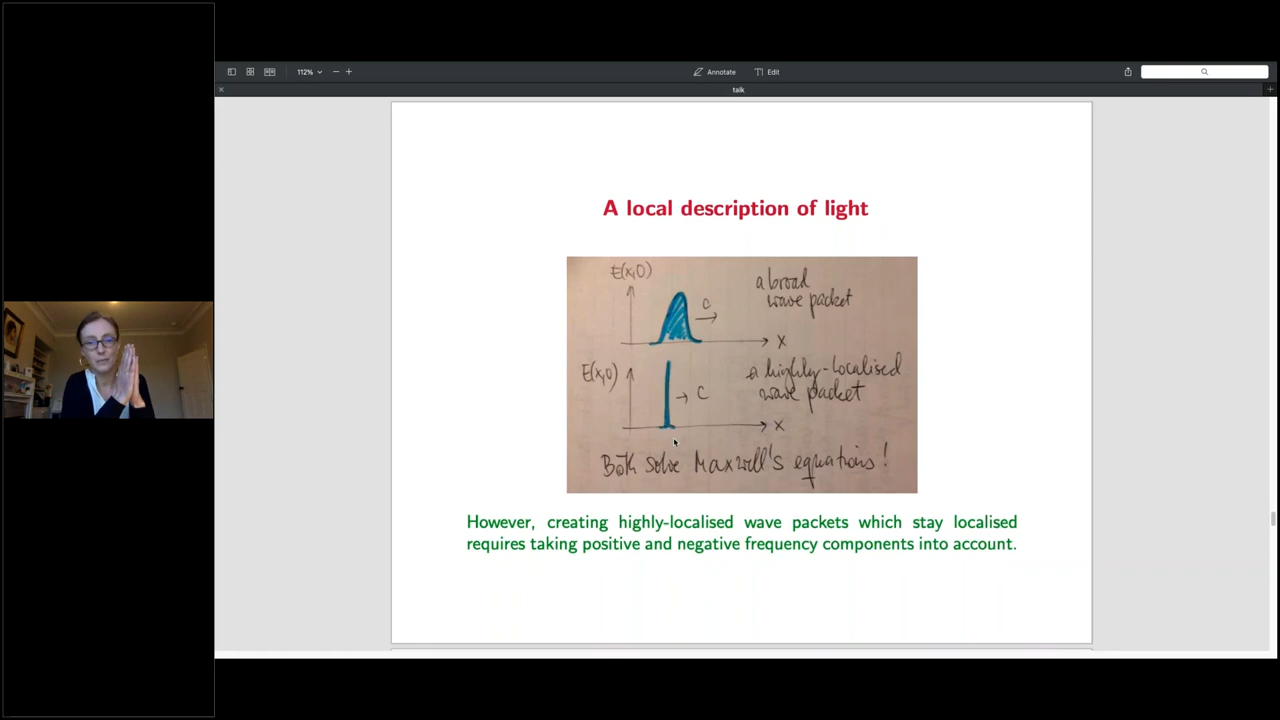 112%
Annotate
Edit
talk
A local description of light
E(x,0)
a broad
wave packet
c
x
E(x,0)
a highly-localised
wave packet
c
x
Both solve Maxwell's equations!
However, creating highly-localised wave packets which stay localised
requires taking positive and negative frequency components into account.